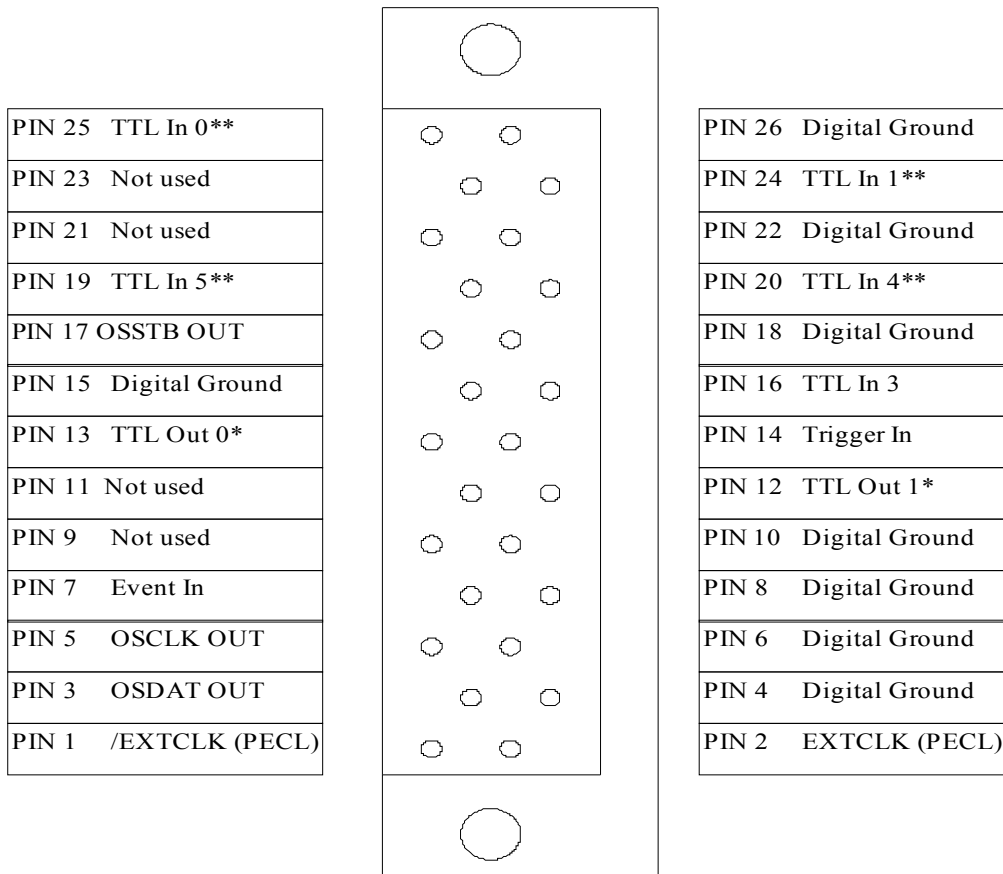 PIN 25 TTL In 0**
PIN 26 Digital Ground
PIN 23 Not used
PIN 24 TTL In 1**
PIN 21 Not used
PIN 22 Digital Ground
PIN 19 TTL In 5**
PIN 20 TTL In 4**
PIN 17 OSSTB OUT
PIN 18 Digital Ground
PIN 15 Digital Ground
PIN 16 TTL In 3
PIN 13 TTL Out 0*
PIN 14 Trigger In
PIN 11 Not used
PIN 12 TTL Out 1*
PIN 9 Not used
PIN 10 Digital Ground
PIN 7 Event In
PIN 8 Digital Ground
PIN 5 OSCLK OUT
PIN 6 Digital Ground
PIN 3 OSDAT OUT
PIN 4 Digital Ground
PIN 1 /EXTCLK (PECL)
PIN 2 EXTCLK (PECL)